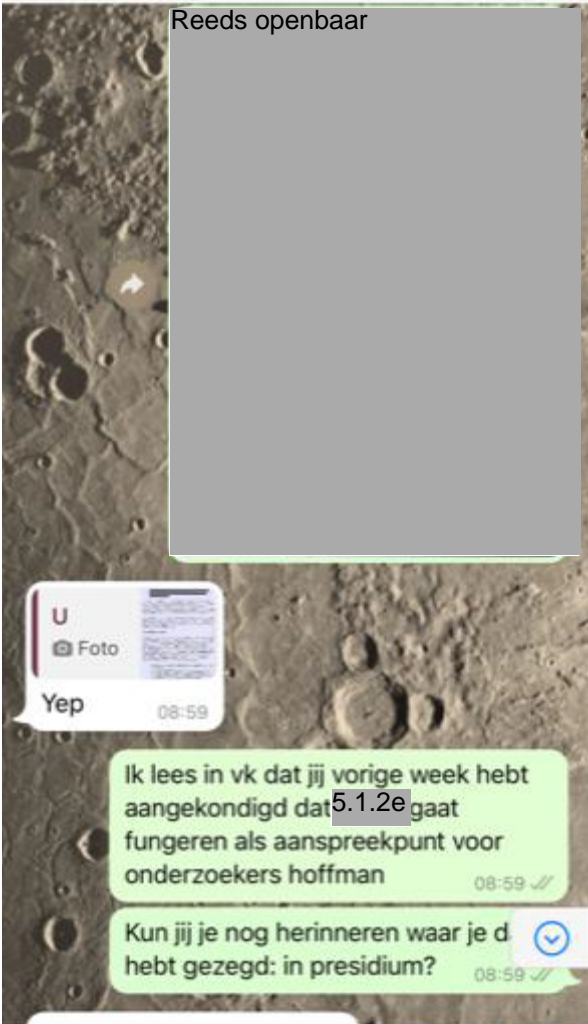 Reeds openbaar
U
Foto
Yep
08:59
Ik lees in vk dat jij vorige week hebt
aangekondigd dat 5.1.2e gaat
fungeren als aanspreekpunt voor
onderzoekers hoffman
08:59
Kun jij je nog herinneren waar je
hebt gezegd: in presidium?
08:59